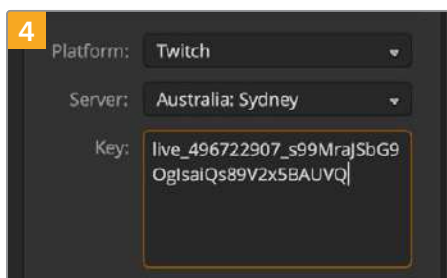 4
Platform: Twitch
Server: Australia: Sydney
Key: live_496722907_s99MraJSbG9
OgIsaiQs89V2x5BAUVQ